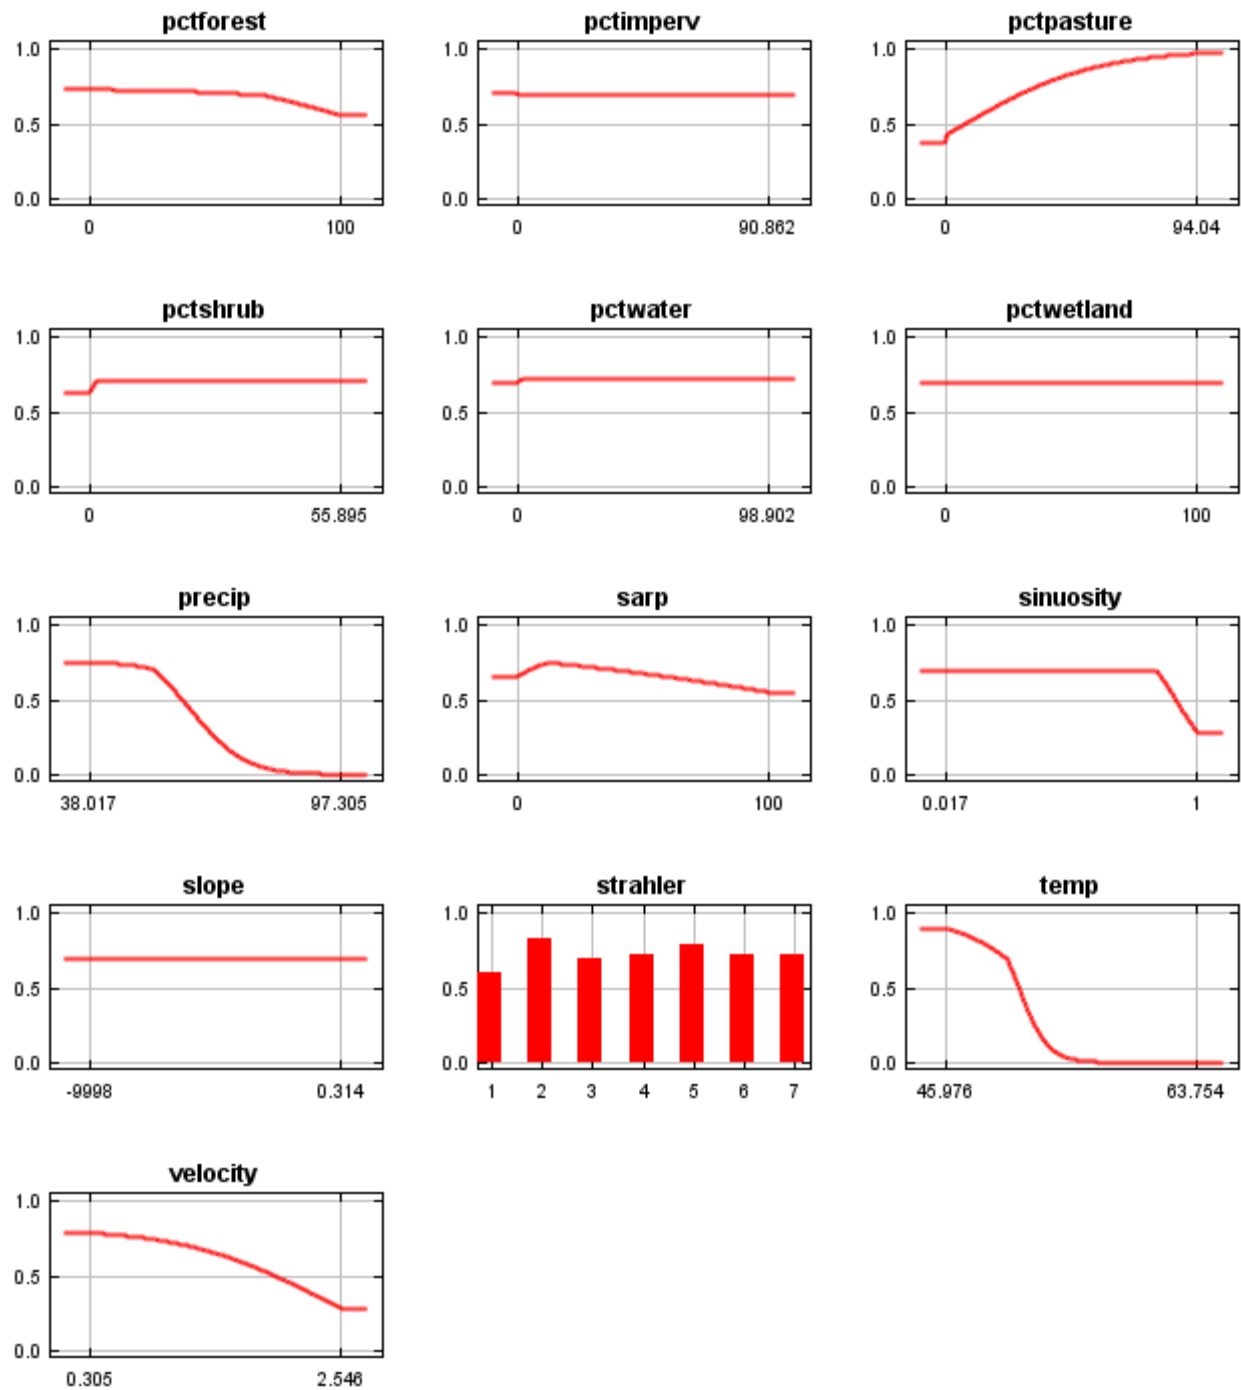 pctforest pctimperv pctpasture
1.0 1.0 1.0
0.5 0.5 0.5
0.0 0.0 0.0
0 100 0 90.862 0 94.04
pctshrub pctwater pctwetland
1.0 1.0 1.0
0.5 0.5 0.5
0.0 0.0 0.0
0 55.895 0 98.902 0 100
precip sarp sinuosity
1.0 1.0 1.0
0.5 0.5 0.5
0.0 0.0 0.0
38.017 97.305 0 100 0.017 1
slope strahler temp
1.0 1.0 1.0
0.5 0.5 0.5
0.0 0.0 0.0
-9998 0.314 1 2 3 4 5 6 7 45.976 63.754
velocity
1.0
0.5
0.0
0.305 2.546